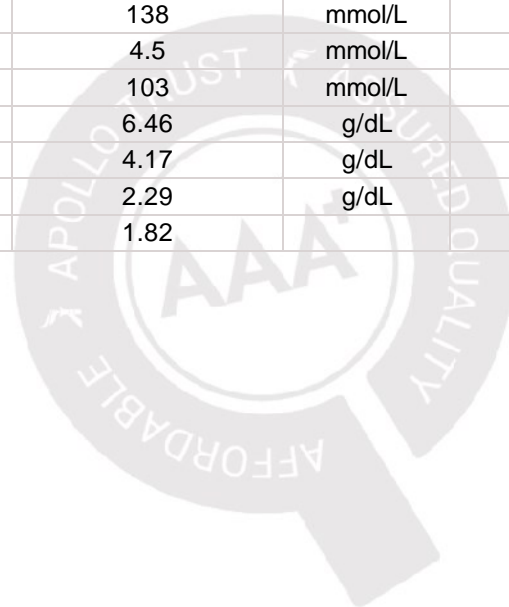 138 mmol/L
4.5 mmol/L
103 mmol/L
6.46 g/dL
4.17 g/dL
2.29 g/dL
1.82
APOLLO TRUST ASSURED QUALITY AFFORDABLE
AAA+